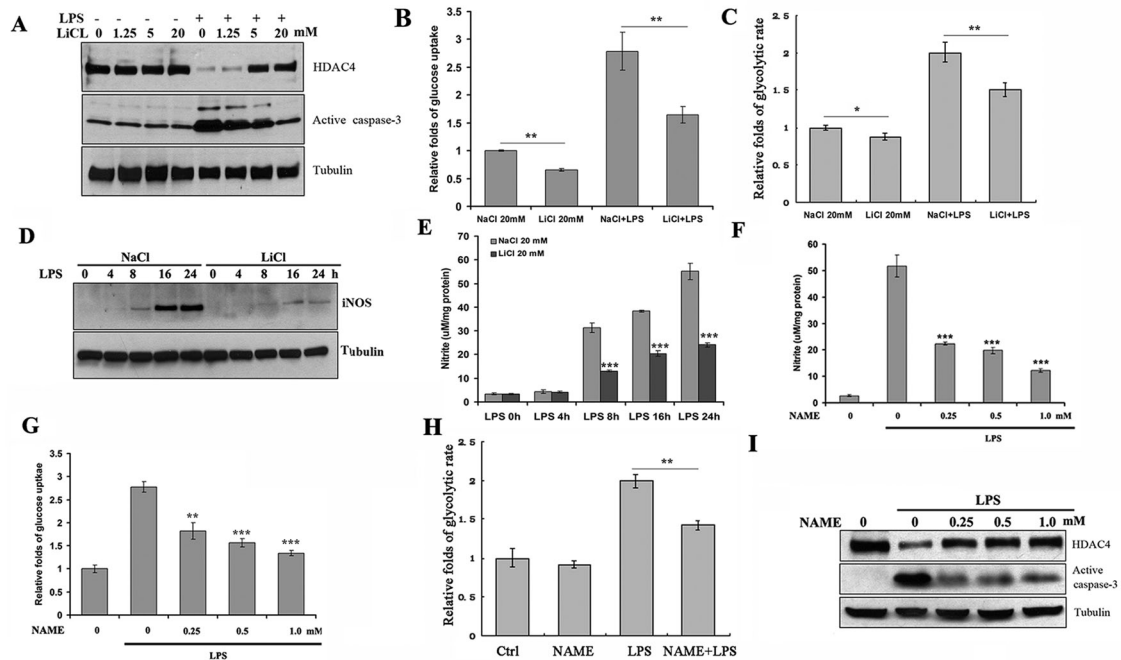 A
LPS - - - - + + + +
LiCL 0 1.25 5 20 0 1.25 5 20 mM
HDAC4
Active caspase-3
Tubulin
B
Relative folds of glucose uptake
3.5
3
2.5
2
1.5
1
0.5
0
**
**
NaCl 20mM LiCl 20mM NaCl+LPS LiCl+LPS
C
Relative folds of glycolytic rate
2.5
2
1.5
1
0.5
0
*
**
NaCl 20mM LiCl 20mM NaCl+LPS LiCl+LPS
D
NaCl LiCl
LPS 0 4 8 16 24 0 4 8 16 24 h
iNOS
Tubulin
E
Nitrite (uM/mg protein)
70
60
50
40
30
20
10
0
NaCl 20 mM
LiCl 20 mM
***
***
***
LPS 0h LPS 4h LPS 8h LPS 16h LPS 24h
F
Nitrite (uM/mg protein)
60
50
40
30
20
10
0
***
***
***
NAME 0 0 0.25 0.5 1.0 mM
LPS
G
Relative folds of glucose uptkae
3.5
3
2.5
2
1.5
1
0.5
0
**
***
***
NAME 0 0 0.25 0.5 1.0 mM
LPS
H
Relative folds of glycolytic rate
2.5
2
1.5
1
0.5
0
**
Ctrl NAME LPS NAME+LPS
I
LPS
NAME 0 0 0.25 0.5 1.0 mM
HDAC4
Active
caspase-3
Tubulin